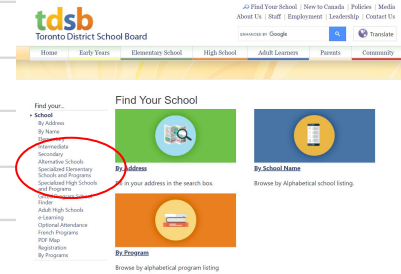 tdsb
Toronto District School Board
Find Your School | New to Canada | Policies | Media
About Us | Staff | Employment | Leadership | Contact Us
ENHANCED BY Google
Translate
Home Early Years Elementary School High School Adult Learners Parents Community
Find your...
School
By Address
By Name
Elementary
Intermediate
Secondary
Alternative Schools
Specialized Elementary
Schools and Programs
Specialized High Schools
and Programs
Finder
Adult High Schools
e-Learning
Optional Attendance
French Programs
PDF Map
Registration
By Programs
Find Your School
By Address
Fill in your address in the search box.
By School Name
Browse by Alphabetical school listing.
By Program
Browse by alphabetical program listing